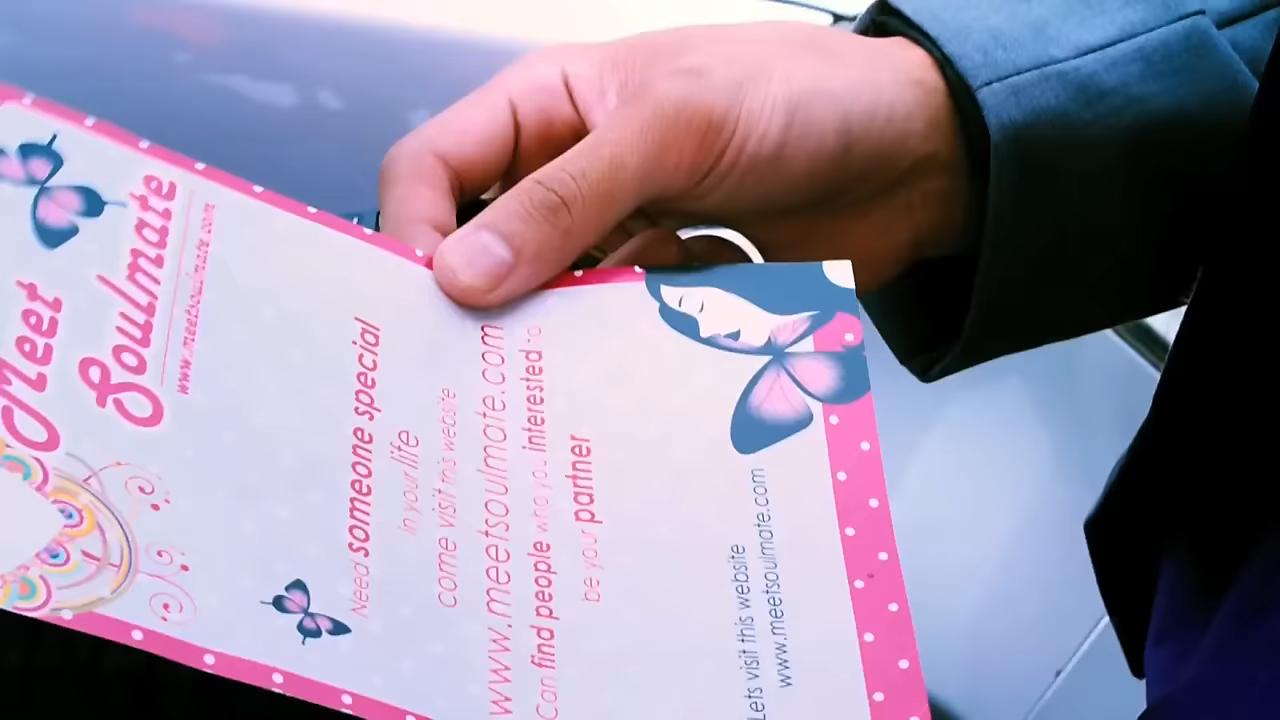 Meet
Soulmate
www.meetsoulmate.com
Need someone special
in your life
come visit this website
www.meetsoulmate.com
Can find people who you interested to
be your partner
Lets visit this website
www.meetsoulmate.com